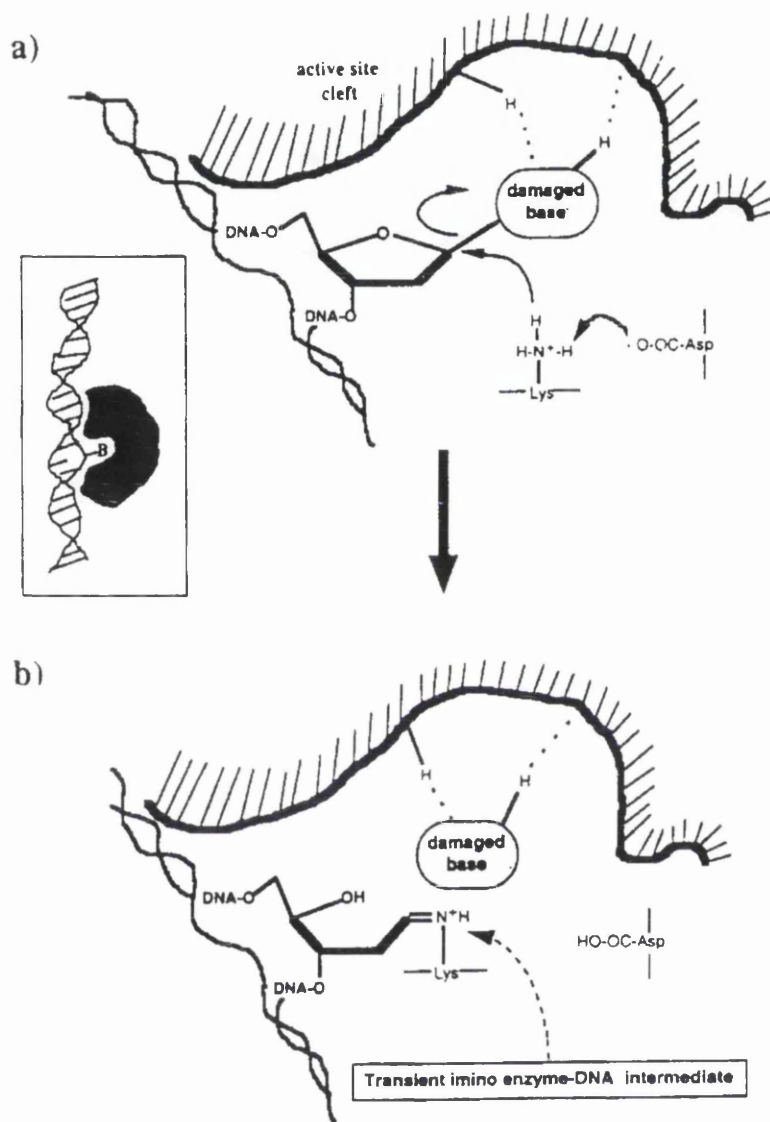 a)
active site
cleft
H
H
damaged
base
DNA-O
O
DNA-O
H
H-N⁺-H
Lys
O-OC-Asp
B
b)
H
H
damaged
base
DNA-O
OH
N⁺H
Lys
HO-OC-Asp
DNA-O
Transient imino enzyme-DNA intermediate